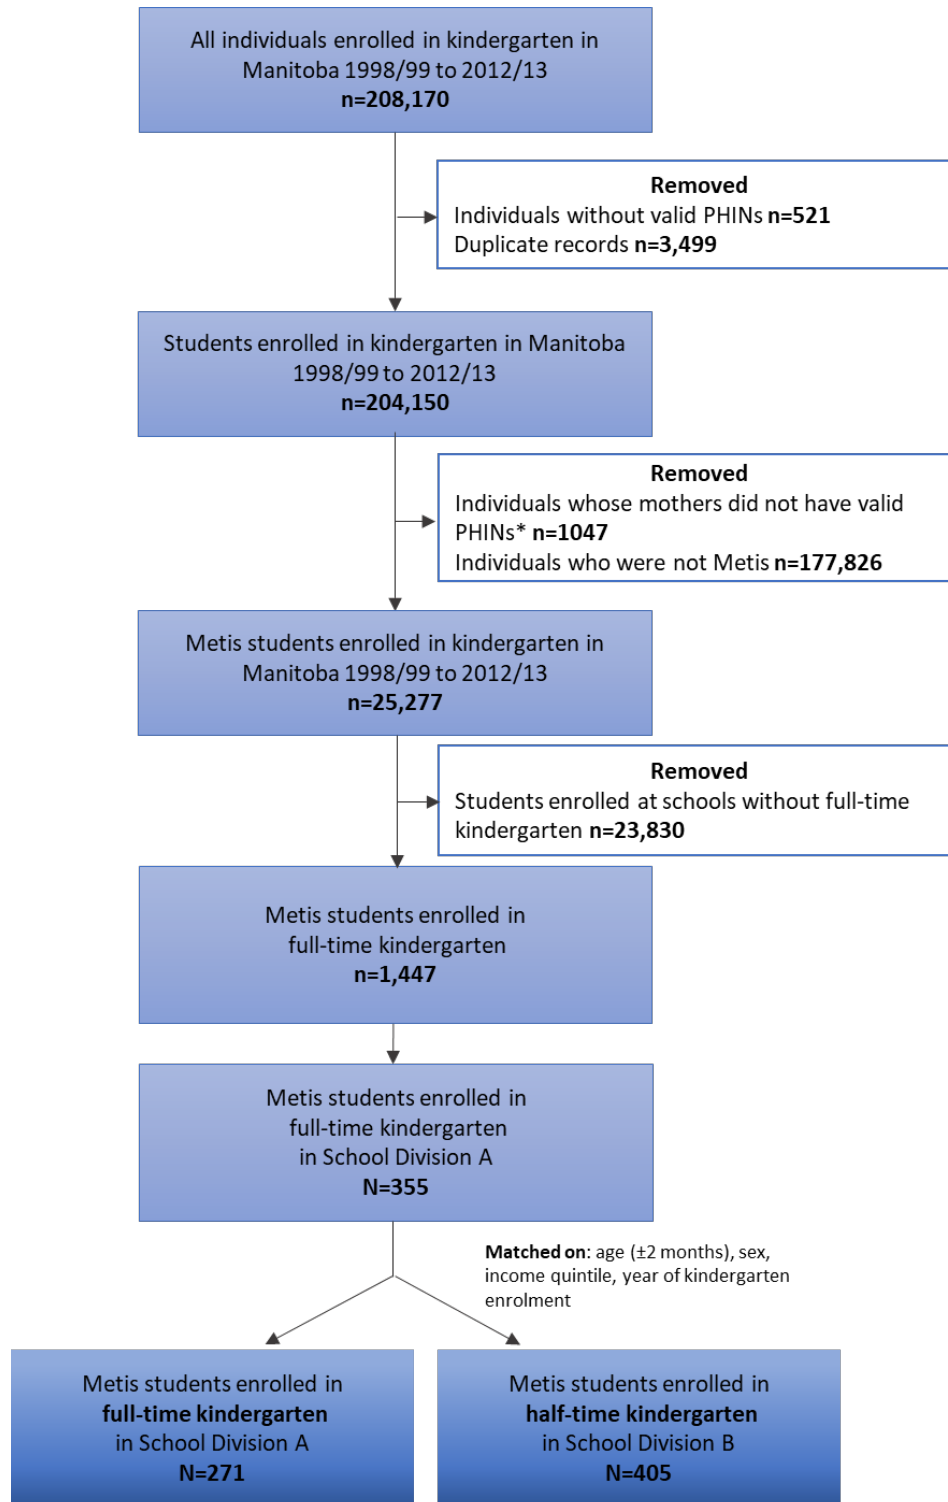 All individuals enrolled in kindergarten in
Manitoba 1998/99 to 2012/13
n=208,170
Removed
Individuals without valid PHINs n=521
Duplicate records n=3,499
Students enrolled in kindergarten in Manitoba
1998/99 to 2012/13
n=204,150
Removed
Individuals whose mothers did not have valid
PHINs* n=1047
Individuals who were not Metis n=177,826
Metis students enrolled in kindergarten in
Manitoba 1998/99 to 2012/13
n=25,277
Removed
Students enrolled at schools without full-time
kindergarten n=23,830
Metis students enrolled in
full-time kindergarten
n=1,447
Metis students enrolled in
full-time kindergarten
in School Division A
N=355
Matched on: age (±2 months), sex,
income quintile, year of kindergarten
enrolment
Metis students enrolled in
full-time kindergarten
in School Division A
N=271
Metis students enrolled in
half-time kindergarten
in School Division B
N=405